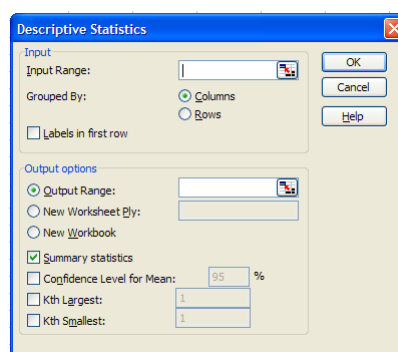 Descriptive Statistics
Input
Input Range:
OK
Grouped By:
Columns
Cancel
Rows
Help
Labels in first row
Output options
Output Range:
New Worksheet Ply:
New Workbook
Summary statistics
Confidence Level for Mean: 95 %
Kth Largest: 1
Kth Smallest: 1